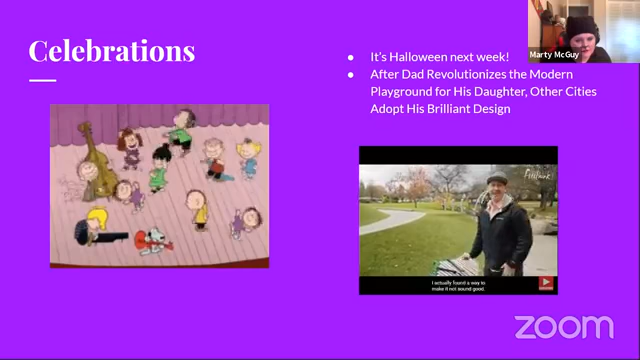 Celebrations
● It's Halloween next week!
● After Dad Revolutionizes the Modern
Playground for His Daughter, Other Cities
Adopt His Brilliant Design
Marty McGuy
I actually found a way to
make it not sound good.
zoom